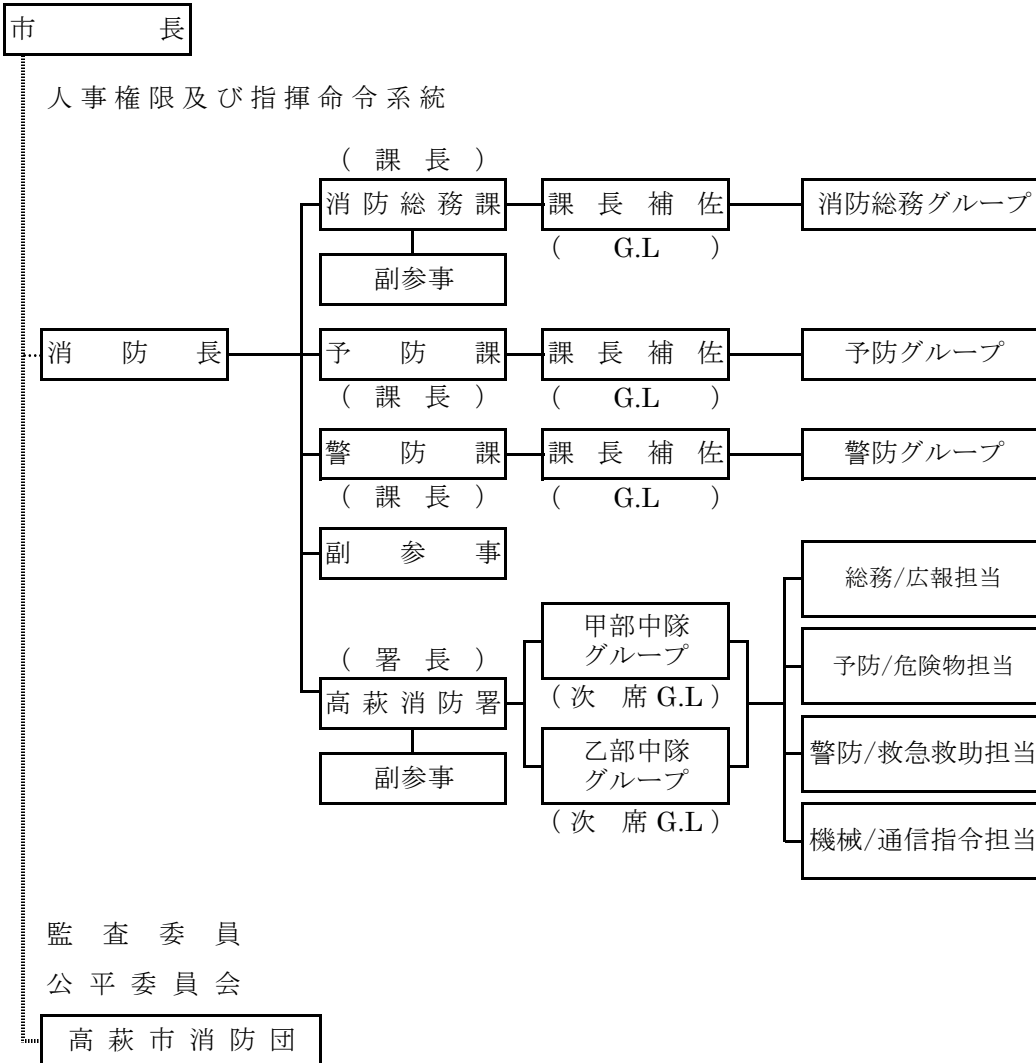 市長
人事権限及び指揮命令系統
(課長)
消防総務課 課長補佐 消防総務グループ
(G.L)
副参事
消防長 予防課 課長補佐 予防グループ
(課長) (G.L)
警防課 課長補佐 警防グループ
(課長) (G.L)
副参事
総務/広報担当
甲部中隊
グループ
(次席G.L)
予防/危険物担当
(署長)
高萩消防署
副参事
乙部中隊
グループ
(次席G.L)
警防/救急救助担当
機械/通信指令担当
監査委員
公平委員会
高萩市消防団